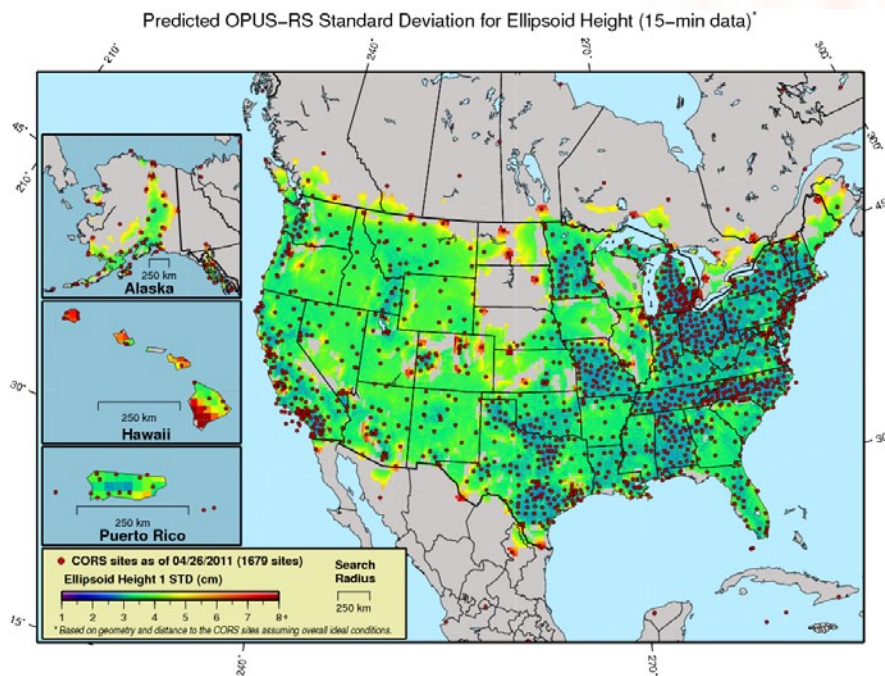 Predicted OPUS-RS Standard Deviation for Ellipsoid Height (15-min data)*
210°
240°
270°
300°
45°
210°
300°
45°
250 km
Alaska
30°
250 km
Hawaii
250 km
Puerto Rico
CORS sites as of 04/26/2011 (1679 sites)
Ellipsoid Height 1 STD (cm)
Search
Radius
250 km
1 2 3 4 5 6 7 8+
* Based on geometry and distance to the CORS sites assuming overall ideal conditions.
15°
240°
270°